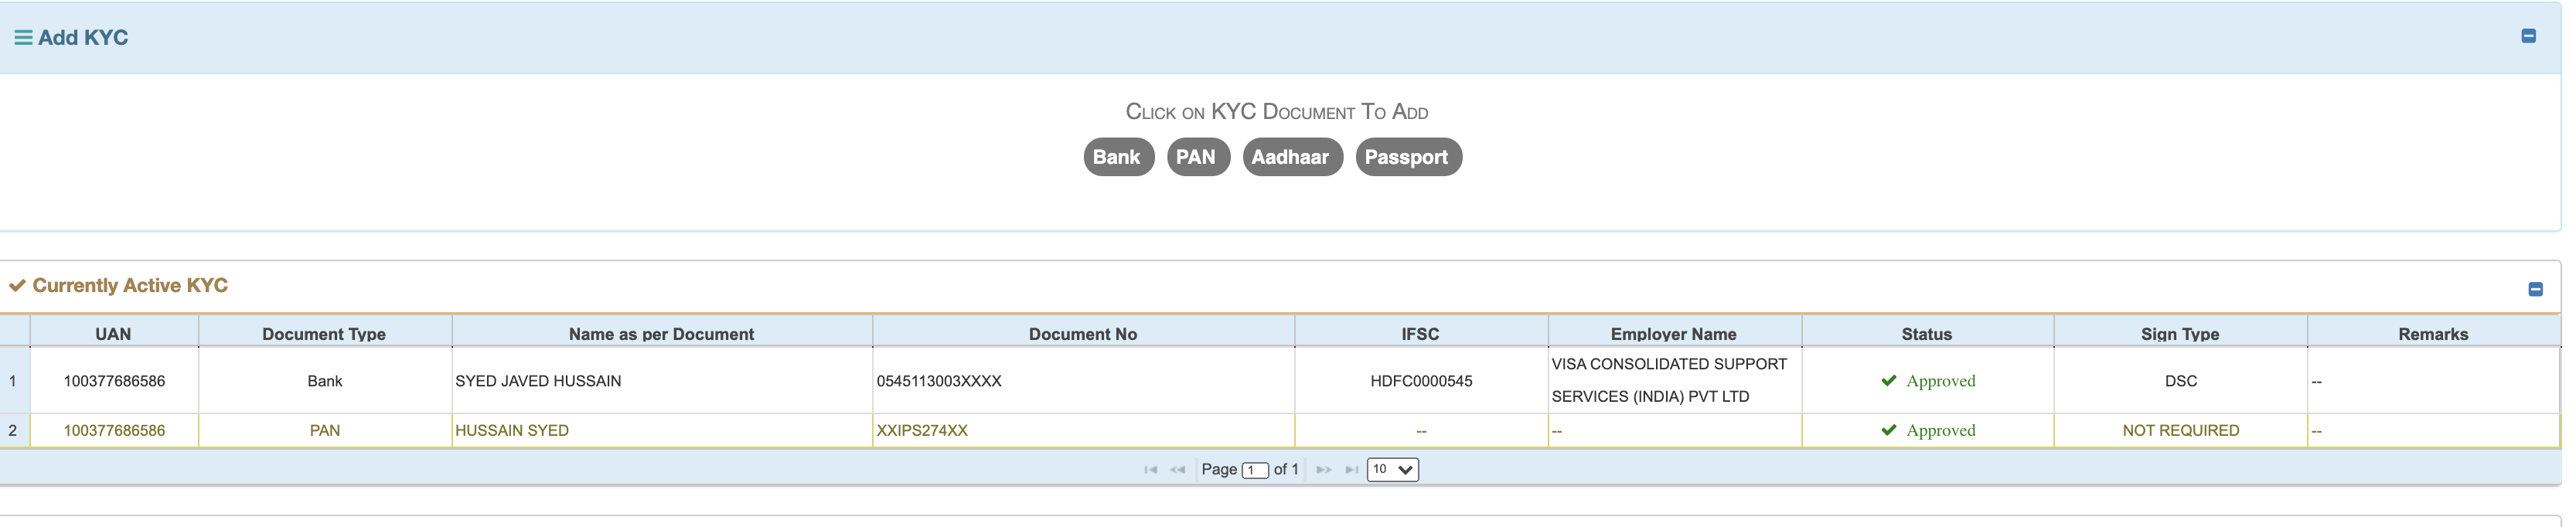 Add KYC
Click on KYC Document To Add
Bank PAN Aadhaar Passport
Currently Active KYC
UAN Document Type Name as per Document Document No IFSC Employer Name Status Sign Type Remarks
1 100377686586 Bank SYED JAVED HUSSAIN 0545113003XXXX HDFC0000545 VISA CONSOLIDATED SUPPORT SERVICES (INDIA) PVT LTD Approved DSC --
2 100377686586 PAN HUSSAIN SYED XXIPS274XX -- -- Approved NOT REQUIRED --
Page 1 of 1 10